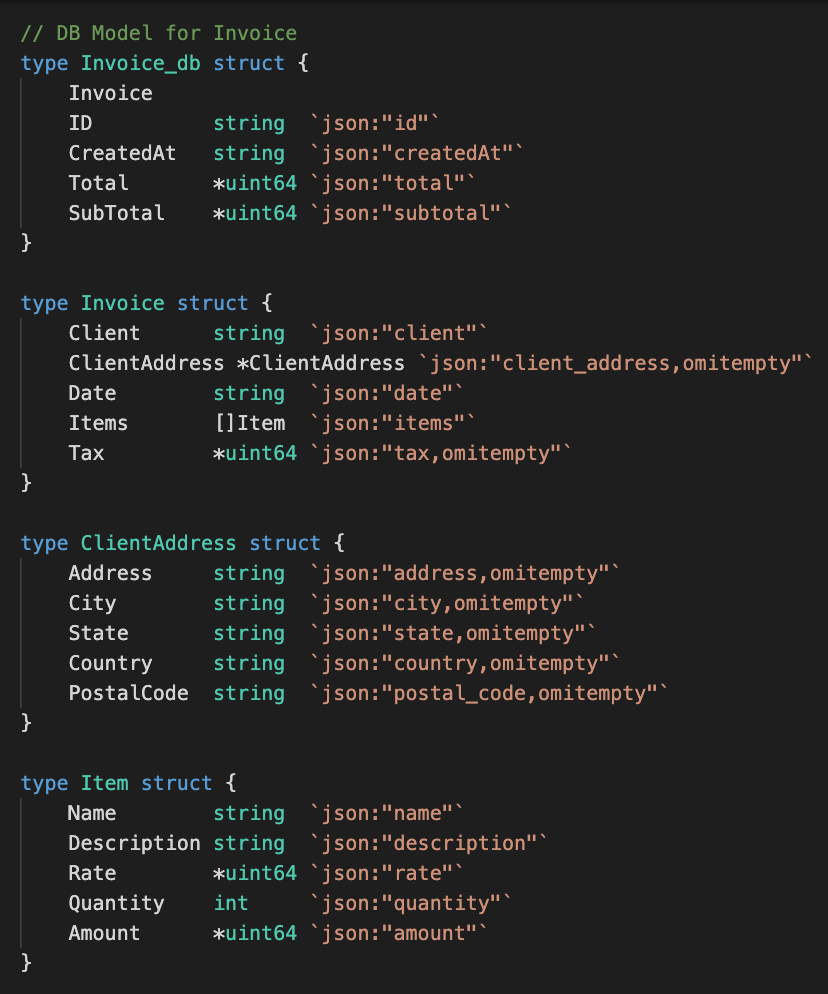 // DB Model for Invoice
type Invoice_db struct {
    Invoice
    ID          string  `json:"id"`
    CreatedAt   string  `json:"createdAt"`
    Total       *uint64 `json:"total"`
    SubTotal    *uint64 `json:"subtotal"`
}

type Invoice struct {
    Client      string  `json:"client"`
    ClientAddress *ClientAddress `json:"client_address,omitempty"`
    Date        string  `json:"date"`
    Items       []Item  `json:"items"`
    Tax         *uint64 `json:"tax,omitempty"`
}

type ClientAddress struct {
    Address     string  `json:"address,omitempty"`
    City        string  `json:"city,omitempty"`
    State       string  `json:"state,omitempty"`
    Country     string  `json:"country,omitempty"`
    PostalCode  string  `json:"postal_code,omitempty"`
}

type Item struct {
    Name        string  `json:"name"`
    Description string  `json:"description"`
    Rate        *uint64 `json:"rate"`
    Quantity    int     `json:"quantity"`
    Amount      *uint64 `json:"amount"`
}